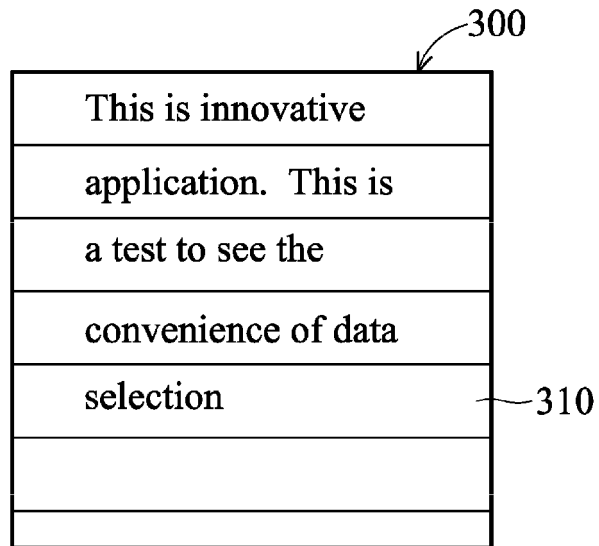 300
This is innovative
application.  This is
a test to see the
convenience of data
selection
310